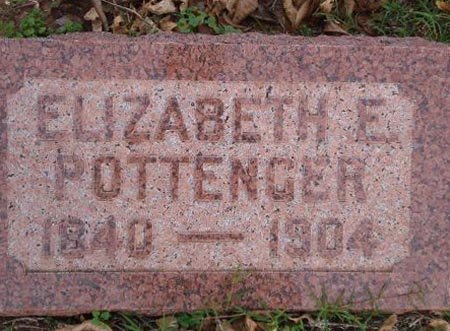 ELIZABETH E.
POTTENGER
1840 — 1904